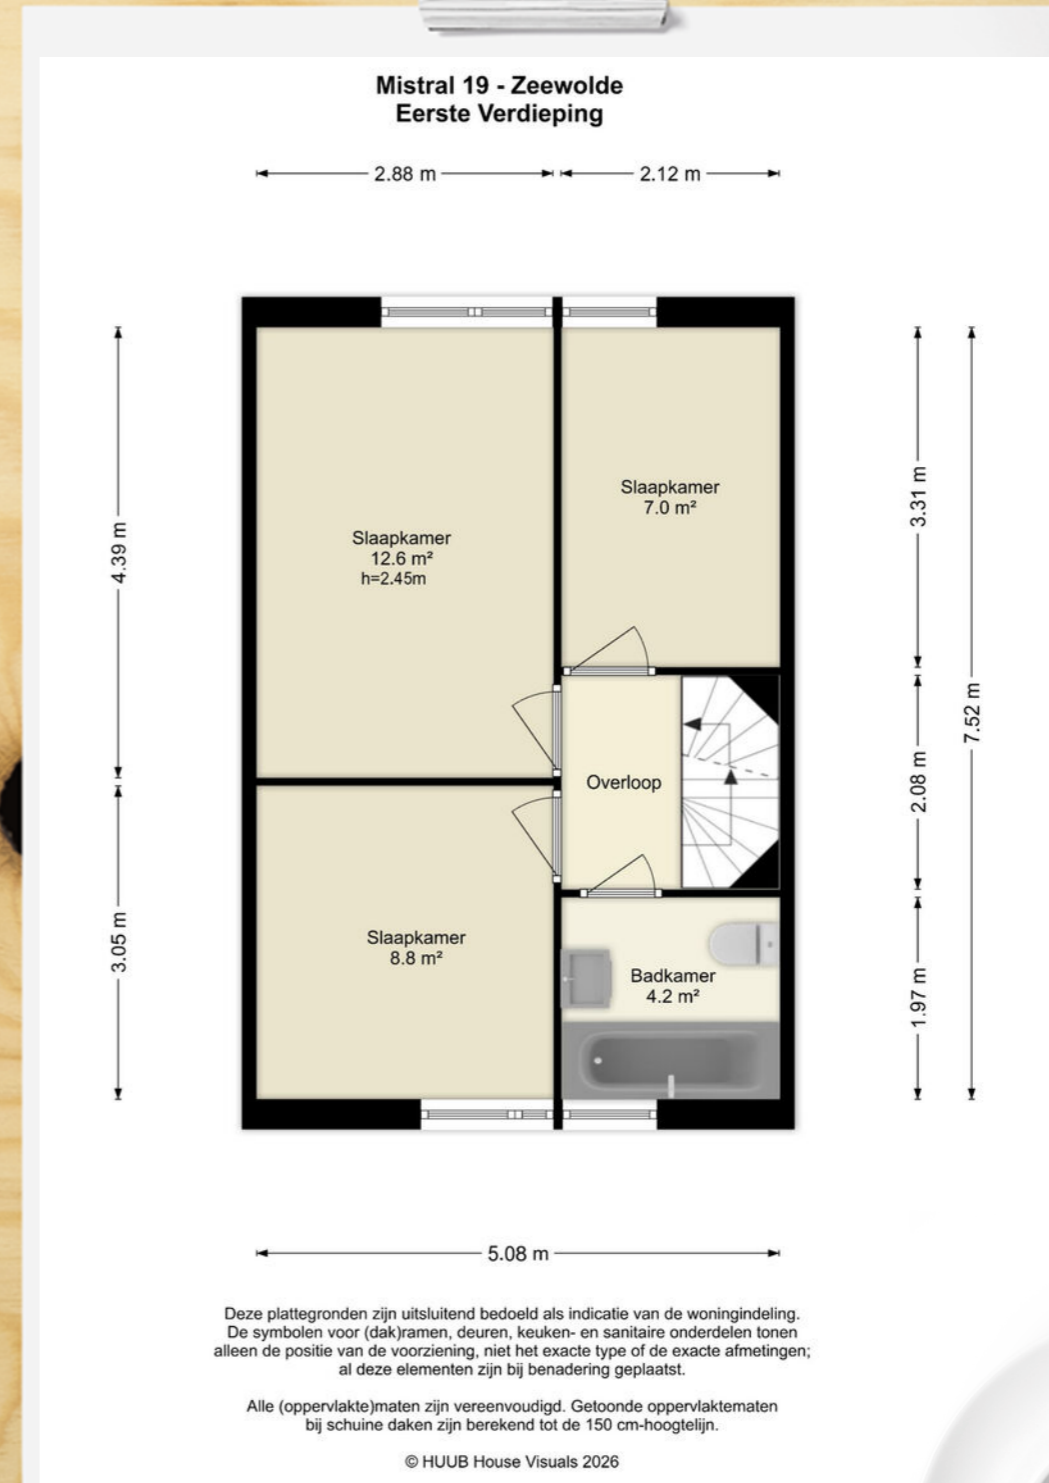 Mistral 19 - Zeewolde
Eerste Verdieping
2.88 m
2.12 m
4.39 m
3.05 m
Slaapkamer
12.6 m²
h=2.45m
Slaapkamer
7.0 m²
Overloop
Slaapkamer
8.8 m²
Badkamer
4.2 m²
3.31 m
2.08 m
1.97 m
7.52 m
5.08 m
Deze plattegronden zijn uitsluitend bedoeld als indicatie van de woningindeling.
De symbolen voor (dak)ramen, deuren, keuken- en sanitaire onderdelen tonen
alleen de positie van de voorziening, niet het exacte type of de exacte afmetingen;
al deze elementen zijn bij benadering geplaatst.
Alle (oppervlakte)maten zijn vereenvoudigd. Getoonde oppervlaktematen
bij schuine daken zijn berekend tot de 150 cm-hoogtelijn.
© HUUB House Visuals 2026